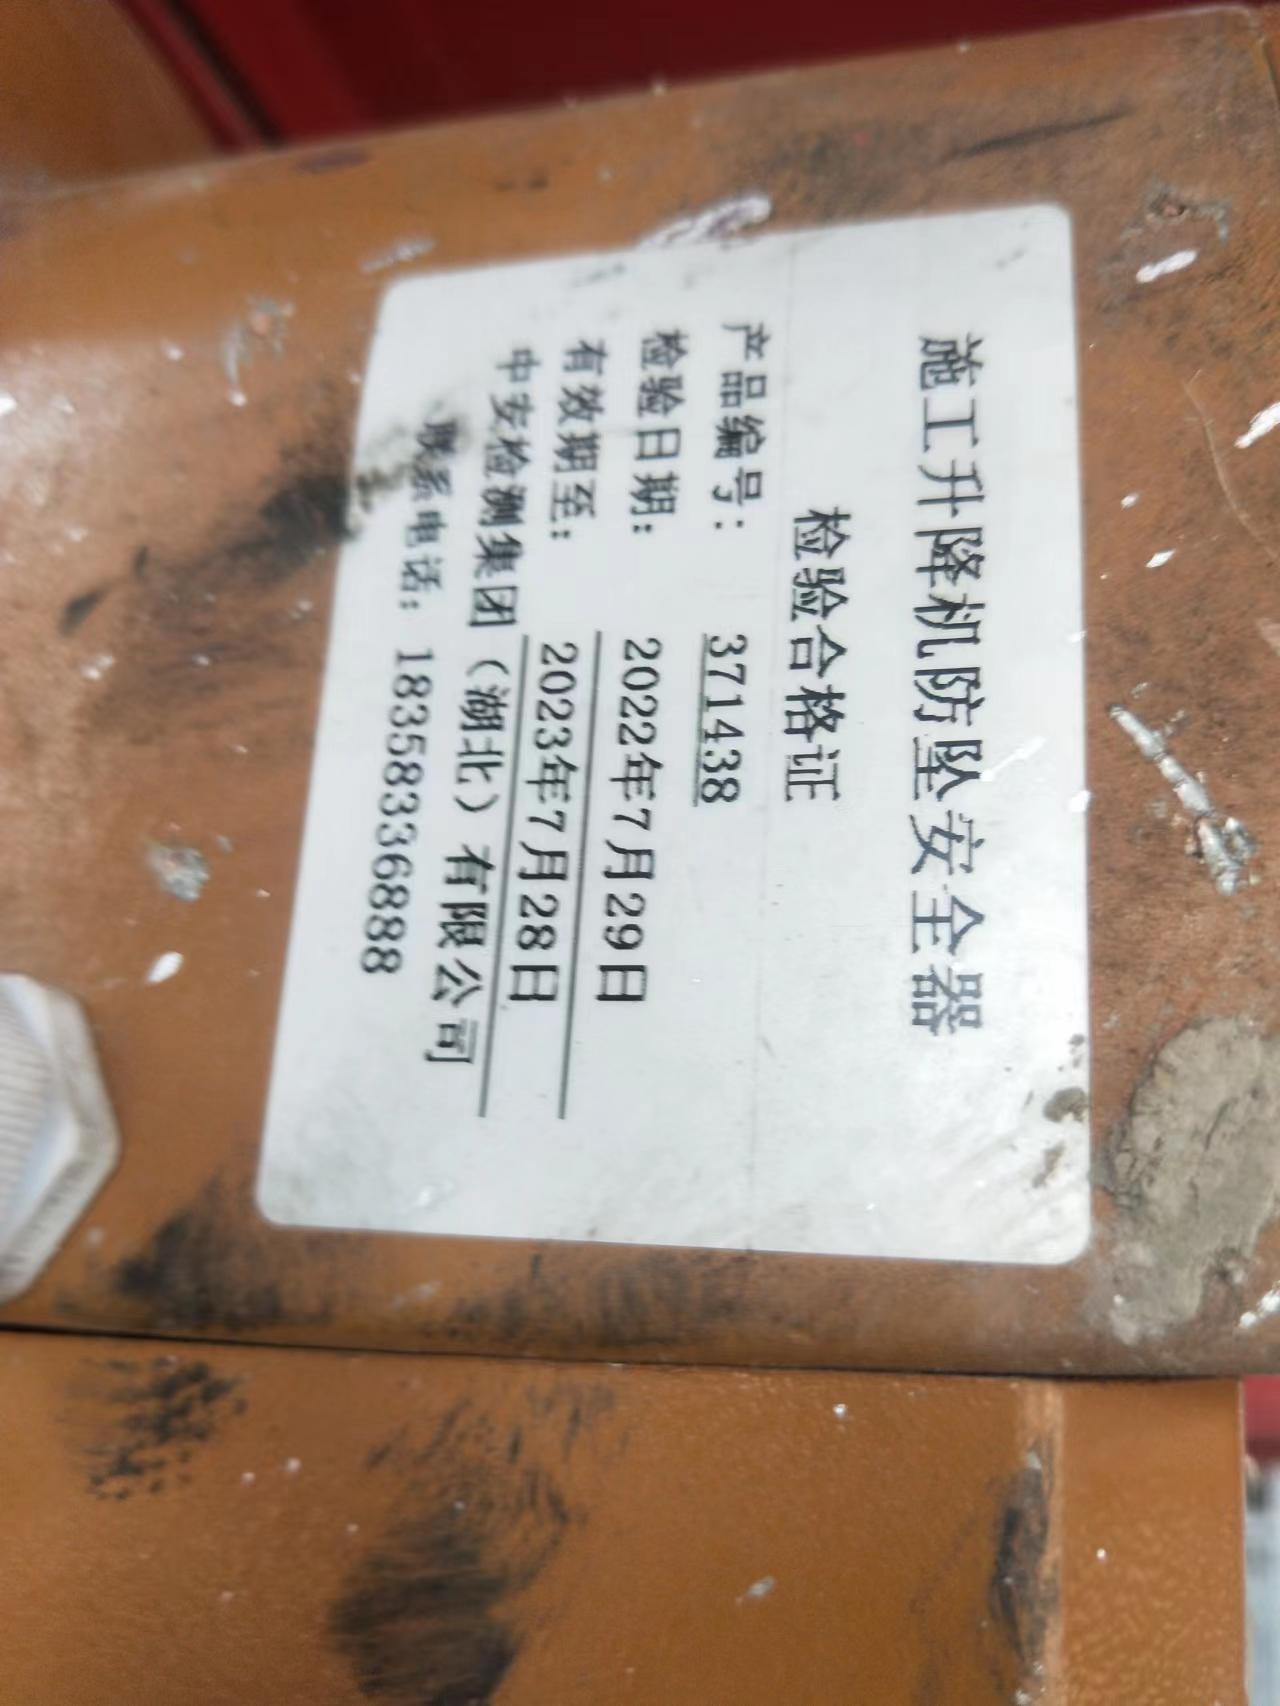 施工升降机防坠安全器
检验合格证
产品编号： 371438
检验日期： 2022年7月29日
有效期至： 2023年7月28日
中安检测集团（湖北）有限公司
联系电话：18358336888